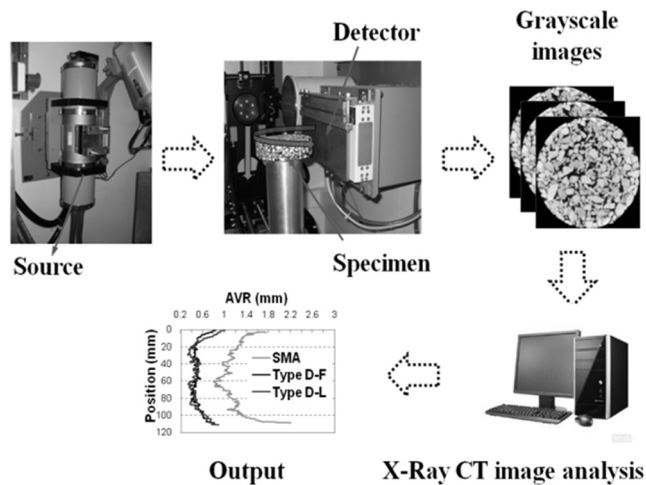 Detector
Grayscale
images
Source
Specimen
AVR (mm)
0.2 0.6 1 1.4 1.8 2.2 2.6 3
Position (mm)
0
20
40
60
80
100
120
SMA
Type D-F
Type D-L
Output
X-Ray CT image analysis